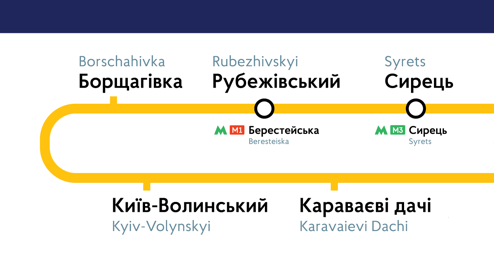 Borschahivka
Борщагівка
Rubezhivskyi
Рубежівський
Syrets
Сирець
M1 Берестейська
Beresteiska
M3 Сирець
Syrets
Київ-Волинський
Kyiv-Volynskyi
Караваєві дачі
Karavaievi Dachi